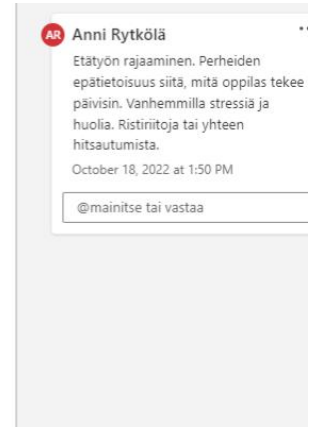 AR Anni Rytkölä
Etätyön rajaaminen. Perheiden
epätietoisuus siitä, mitä oppilas tekee
päivisin. Vanhemmilla stressiä ja
huolia. Ristiriitoja tai yhteen
hitsautumista.
October 18, 2022 at 1:50 PM
@mainitse tai vastaa